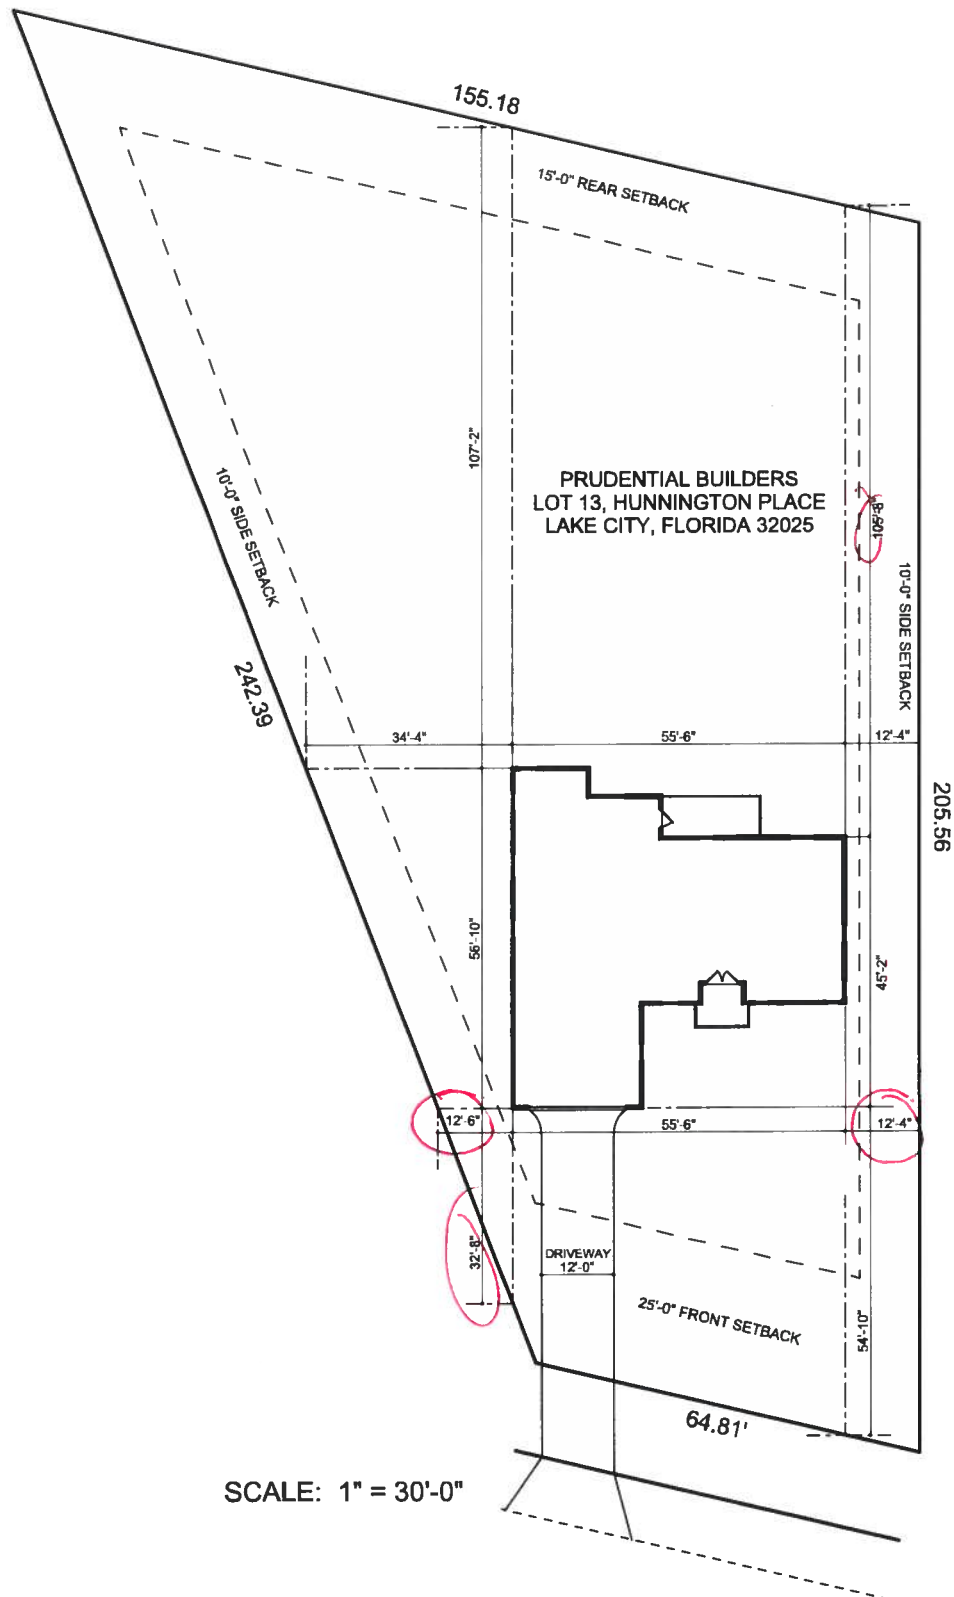 155.18
15'-0" REAR SETBACK
107'-2"
PRUDENTIAL BUILDERS
LOT 13, HUNNINGTON PLACE
LAKE CITY, FLORIDA 32025
105'-8"
10'-0" SIDE SETBACK
10'-0" SIDE SETBACK
242.39
34'-4"
55'-6"
12'-4"
205.56
56'-10"
45'-2"
12'-6"
55'-6"
12'-4"
32'-8"
DRIVEWAY
12'-0"
25'-0" FRONT SETBACK
54'-10"
64.81'
SCALE: 1" = 30'-0"